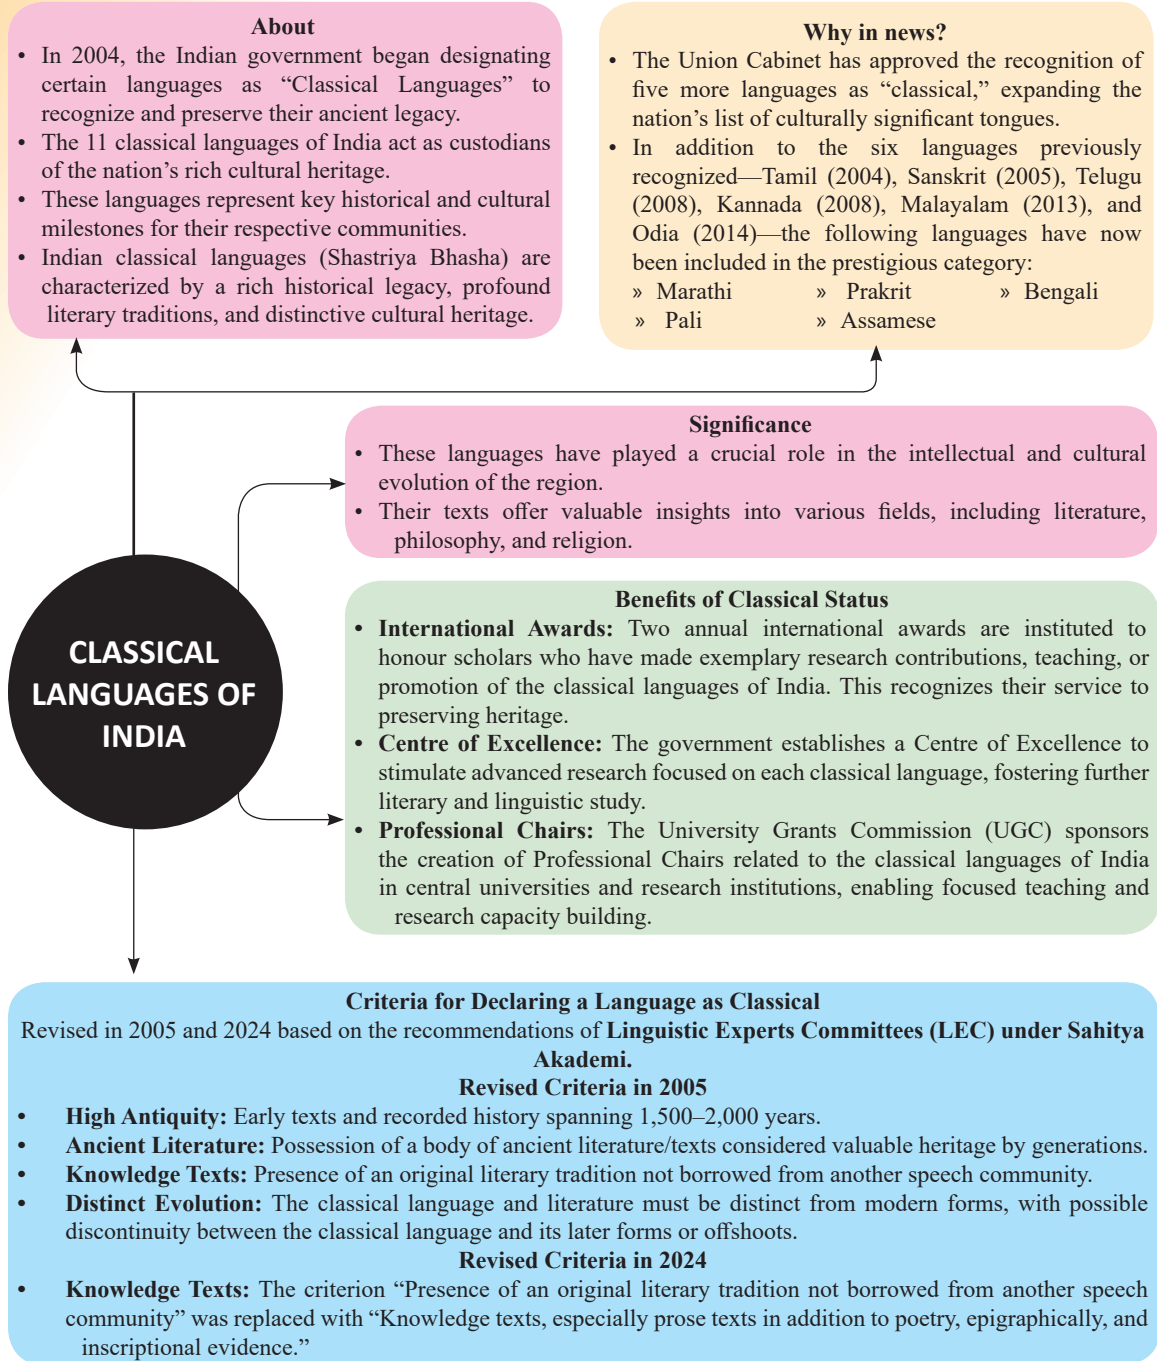 About
• In 2004, the Indian government began designating
certain languages as “Classical Languages” to
recognize and preserve their ancient legacy.
• The 11 classical languages of India act as custodians
of the nation’s rich cultural heritage.
• These languages represent key historical and cultural
milestones for their respective communities.
• Indian classical languages (Shastriya Bhasha) are
characterized by a rich historical legacy, profound
literary traditions, and distinctive cultural heritage.
Why in news?
• The Union Cabinet has approved the recognition of
five more languages as “classical,” expanding the
nation’s list of culturally significant tongues.
• In addition to the six languages previously
recognized—Tamil (2004), Sanskrit (2005), Telugu
(2008), Kannada (2008), Malayalam (2013), and
Odia (2014)—the following languages have now
been included in the prestigious category:
» Marathi » Prakrit » Bengali
» Pali » Assamese
Significance
• These languages have played a crucial role in the intellectual and cultural
evolution of the region.
• Their texts offer valuable insights into various fields, including literature,
philosophy, and religion.
CLASSICAL
LANGUAGES OF
INDIA
Benefits of Classical Status
• International Awards: Two annual international awards are instituted to
honour scholars who have made exemplary research contributions, teaching, or
promotion of the classical languages of India. This recognizes their service to
preserving heritage.
• Centre of Excellence: The government establishes a Centre of Excellence to
stimulate advanced research focused on each classical language, fostering further
literary and linguistic study.
• Professional Chairs: The University Grants Commission (UGC) sponsors
the creation of Professional Chairs related to the classical languages of India
in central universities and research institutions, enabling focused teaching and
research capacity building.
Criteria for Declaring a Language as Classical
Revised in 2005 and 2024 based on the recommendations of Linguistic Experts Committees (LEC) under Sahitya
Akademi.
Revised Criteria in 2005
• High Antiquity: Early texts and recorded history spanning 1,500–2,000 years.
• Ancient Literature: Possession of a body of ancient literature/texts considered valuable heritage by generations.
• Knowledge Texts: Presence of an original literary tradition not borrowed from another speech community.
• Distinct Evolution: The classical language and literature must be distinct from modern forms, with possible
discontinuity between the classical language and its later forms or offshoots.
Revised Criteria in 2024
• Knowledge Texts: The criterion “Presence of an original literary tradition not borrowed from another speech
community” was replaced with “Knowledge texts, especially prose texts in addition to poetry, epigraphically, and
inscriptional evidence.”